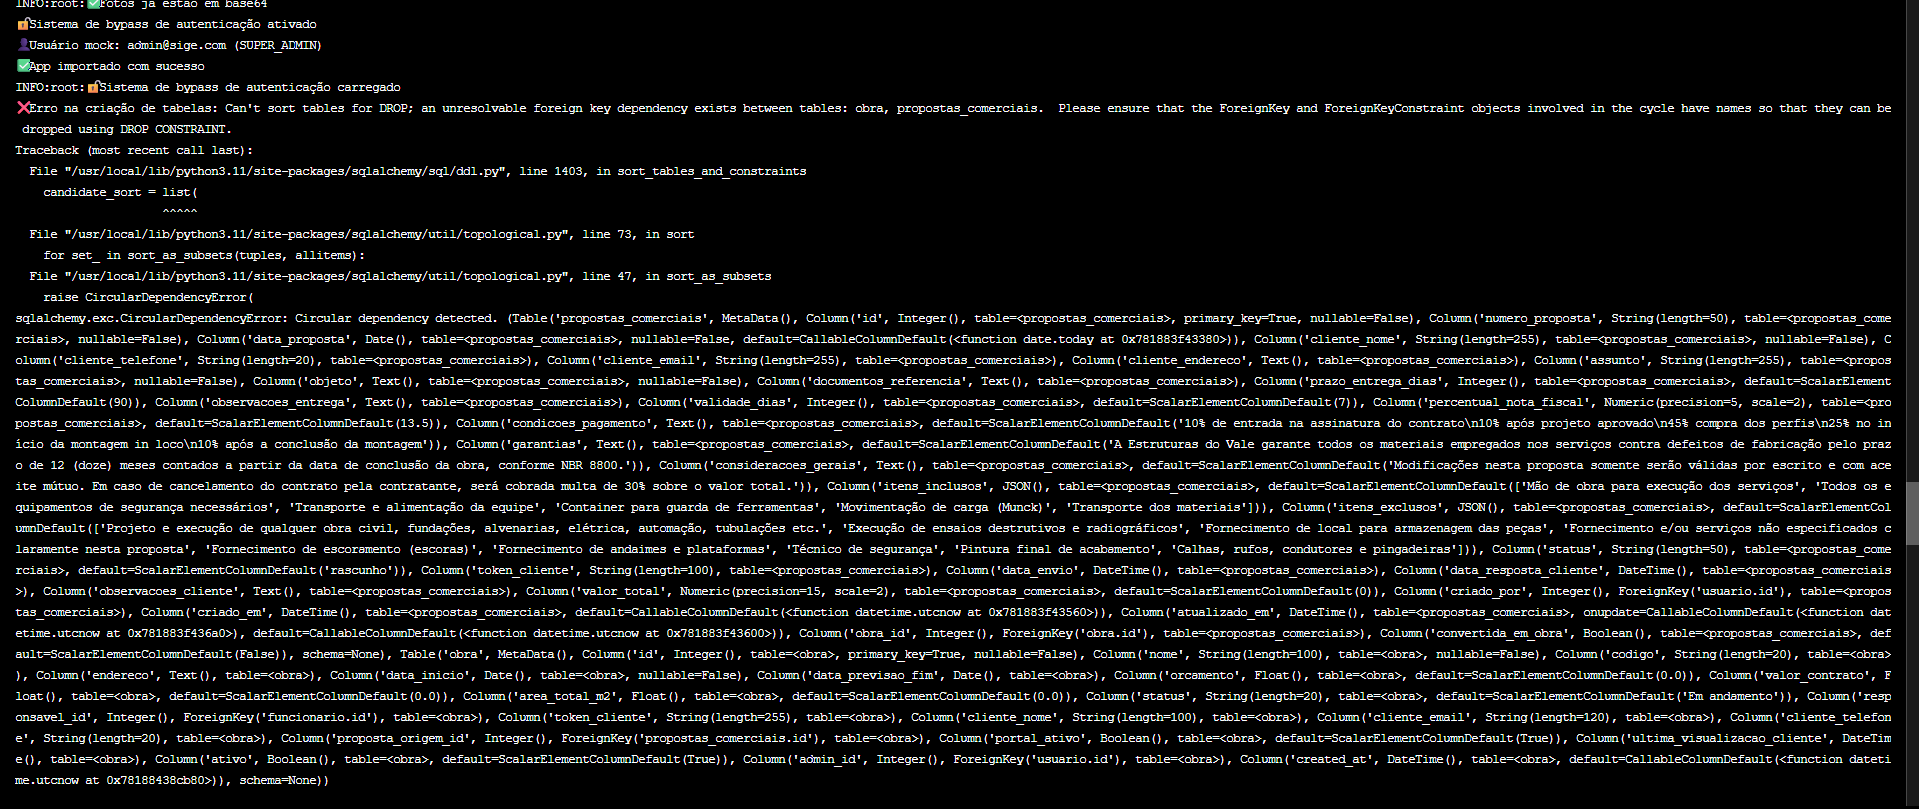 INFO:root:✅Fotos já estão em base64
🔓Sistema de bypass de autenticação ativado
👤Usuário mock: admin@sige.com (SUPER_ADMIN)
✅App importado com sucesso
INFO:root:🔓Sistema de bypass de autenticação carregado
❌Erro na criação de tabelas: Can't sort tables for DROP; an unresolvable foreign key dependency exists between tables: obra, propostas_comerciais.  Please ensure that the ForeignKey and ForeignKeyConstraint objects involved in the cycle have names so that they can be
 dropped using DROP CONSTRAINT.
Traceback (most recent call last):
  File "/usr/local/lib/python3.11/site-packages/sqlalchemy/sql/ddl.py", line 1403, in sort_tables_and_constraints
    candidate_sort = list(
                     ^^^^^
  File "/usr/local/lib/python3.11/site-packages/sqlalchemy/util/topological.py", line 73, in sort
    for set_ in sort_as_subsets(tuples, allitems):
  File "/usr/local/lib/python3.11/site-packages/sqlalchemy/util/topological.py", line 47, in sort_as_subsets
    raise CircularDependencyError(
sqlalchemy.exc.CircularDependencyError: Circular dependency detected. (Table('propostas_comerciais', MetaData(), Column('id', Integer(), table=<propostas_comerciais>, primary_key=True, nullable=False), Column('numero_proposta', String(length=50), table=<propostas_come
rciais>, nullable=False), Column('data_proposta', Date(), table=<propostas_comerciais>, nullable=False, default=CallableColumnDefault(<function date.today at 0x781883f43380>)), Column('cliente_nome', String(length=255), table=<propostas_comerciais>, nullable=False), C
olumn('cliente_telefone', String(length=20), table=<propostas_comerciais>), Column('cliente_email', String(length=255), table=<propostas_comerciais>), Column('cliente_endereco', Text(), table=<propostas_comerciais>), Column('assunto', String(length=255), table=<propos
tas_comerciais>, nullable=False), Column('objeto', Text(), table=<propostas_comerciais>, nullable=False), Column('documentos_referencia', Text(), table=<propostas_comerciais>), Column('prazo_entrega_dias', Integer(), table=<propostas_comerciais>, default=ScalarElement
ColumnDefault(90)), Column('observacoes_entrega', Text(), table=<propostas_comerciais>), Column('validade_dias', Integer(), table=<propostas_comerciais>, default=ScalarElementColumnDefault(7)), Column('percentual_nota_fiscal', Numeric(precision=5, scale=2), table=<pro
postas_comerciais>, default=ScalarElementColumnDefault(13.5)), Column('condicoes_pagamento', Text(), table=<propostas_comerciais>, default=ScalarElementColumnDefault('10% de entrada na assinatura do contrato\n10% após projeto aprovado\n45% compra dos perfis\n25% no in
ício da montagem in loco\n10% após a conclusão da montagem')), Column('garantias', Text(), table=<propostas_comerciais>, default=ScalarElementColumnDefault('A Estruturas do Vale garante todos os materiais empregados nos serviços contra defeitos de fabricação pelo praz
o de 12 (doze) meses contados a partir da data de conclusão da obra, conforme NBR 8800.')), Column('consideracoes_gerais', Text(), table=<propostas_comerciais>, default=ScalarElementColumnDefault('Modificações nesta proposta somente serão válidas por escrito e com ace
ite mútuo. Em caso de cancelamento do contrato pela contratante, será cobrada multa de 30% sobre o valor total.')), Column('itens_inclusos', JSON(), table=<propostas_comerciais>, default=ScalarElementColumnDefault(['Mão de obra para execução dos serviços', 'Todos os e
quipamentos de segurança necessários', 'Transporte e alimentação da equipe', 'Container para guarda de ferramentas', 'Movimentação de carga (Munck)', 'Transporte dos materiais'])), Column('itens_exclusos', JSON(), table=<propostas_comerciais>, default=ScalarElementCol
umnDefault(['Projeto e execução de qualquer obra civil, fundações, alvenarias, elétrica, automação, tubulações etc.', 'Execução de ensaios destrutivos e radiográficos', 'Fornecimento de local para armazenagem das peças', 'Fornecimento e/ou serviços não especificados c
laramente nesta proposta', 'Fornecimento de escoramento (escoras)', 'Fornecimento de andaimes e plataformas', 'Técnico de segurança', 'Pintura final de acabamento', 'Calhas, rufos, condutores e pingadeiras'])), Column('status', String(length=50), table=<propostas_come
rciais>, default=ScalarElementColumnDefault('rascunho')), Column('token_cliente', String(length=100), table=<propostas_comerciais>), Column('data_envio', DateTime(), table=<propostas_comerciais>), Column('data_resposta_cliente', DateTime(), table=<propostas_comerciais
>), Column('observacoes_cliente', Text(), table=<propostas_comerciais>), Column('valor_total', Numeric(precision=15, scale=2), table=<propostas_comerciais>, default=ScalarElementColumnDefault(0)), Column('criado_por', Integer(), ForeignKey('usuario.id'), table=<propos
tas_comerciais>), Column('criado_em', DateTime(), table=<propostas_comerciais>, default=CallableColumnDefault(<function datetime.utcnow at 0x781883f43560>)), Column('atualizado_em', DateTime(), table=<propostas_comerciais>, onupdate=CallableColumnDefault(<function dat
etime.utcnow at 0x781883f436a0>), default=CallableColumnDefault(<function datetime.utcnow at 0x781883f43600>)), Column('obra_id', Integer(), ForeignKey('obra.id'), table=<propostas_comerciais>), Column('convertida_em_obra', Boolean(), table=<propostas_comerciais>, def
ault=ScalarElementColumnDefault(False)), schema=None), Table('obra', MetaData(), Column('id', Integer(), table=<obra>, primary_key=True, nullable=False), Column('nome', String(length=100), table=<obra>, nullable=False), Column('codigo', String(length=20), table=<obra>
), Column('endereco', Text(), table=<obra>), Column('data_inicio', Date(), table=<obra>, nullable=False), Column('data_previsao_fim', Date(), table=<obra>), Column('orcamento', Float(), table=<obra>, default=ScalarElementColumnDefault(0.0)), Column('valor_contrato', F
loat(), table=<obra>, default=ScalarElementColumnDefault(0.0)), Column('area_total_m2', Float(), table=<obra>, default=ScalarElementColumnDefault(0.0)), Column('status', String(length=20), table=<obra>, default=ScalarElementColumnDefault('Em andamento')), Column('resp
onsavel_id', Integer(), ForeignKey('funcionario.id'), table=<obra>), Column('token_cliente', String(length=255), table=<obra>), Column('cliente_nome', String(length=100), table=<obra>), Column('cliente_email', String(length=120), table=<obra>), Column('cliente_telefon
e', String(length=20), table=<obra>), Column('proposta_origem_id', Integer(), ForeignKey('propostas_comerciais.id'), table=<obra>), Column('portal_ativo', Boolean(), table=<obra>, default=ScalarElementColumnDefault(True)), Column('ultima_visualizacao_cliente', DateTim
e(), table=<obra>), Column('ativo', Boolean(), table=<obra>, default=ScalarElementColumnDefault(True)), Column('admin_id', Integer(), ForeignKey('usuario.id'), table=<obra>), Column('created_at', DateTime(), table=<obra>, default=CallableColumnDefault(<function dateti
me.utcnow at 0x78188438cb80>)), schema=None))